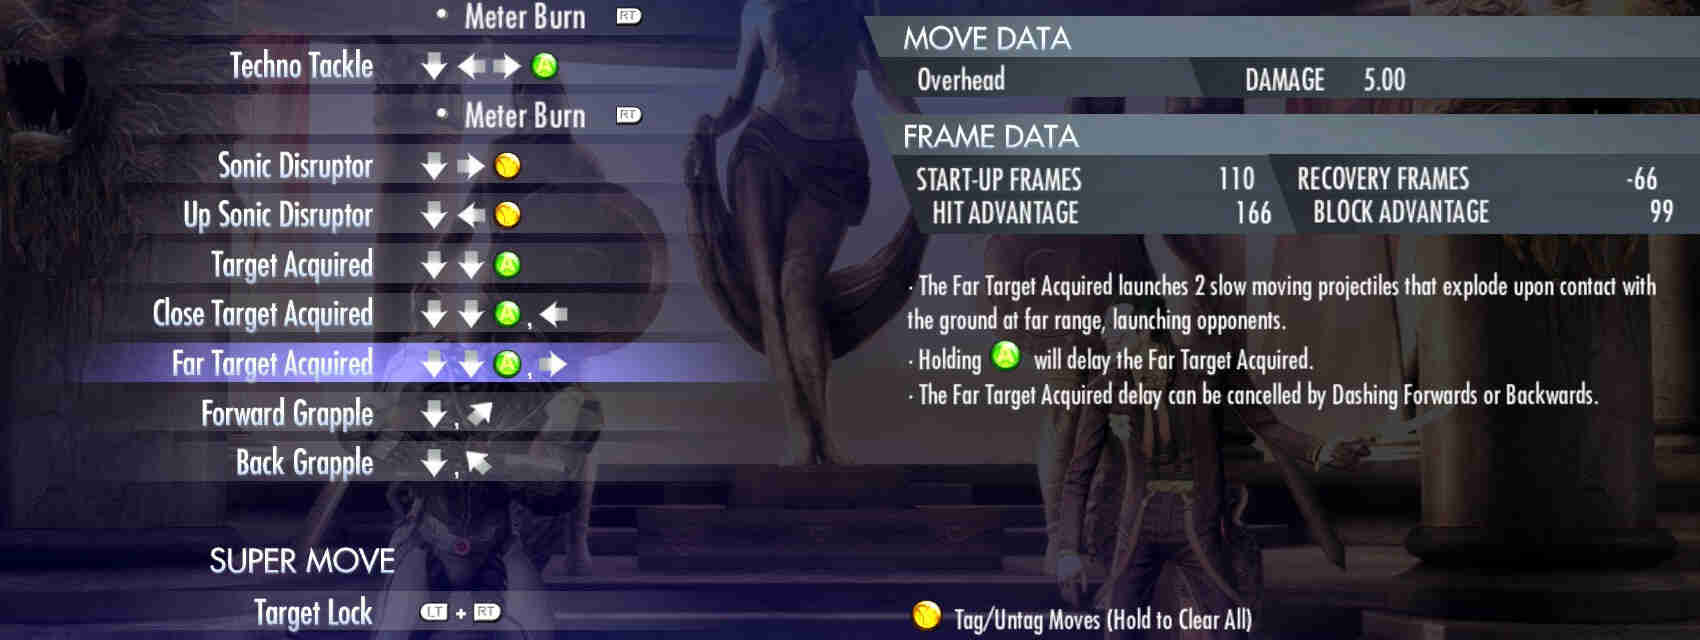 • Meter Burn RT
Techno Tackle A
• Meter Burn RT
Sonic Disruptor Y
Up Sonic Disruptor Y
Target Acquired A
Close Target Acquired A ,
Far Target Acquired A ,
Forward Grapple ,
Back Grapple ,
SUPER MOVE
Target Lock LT + RT
MOVE DATA
Overhead DAMAGE 5.00
FRAME DATA
START-UP FRAMES 110 RECOVERY FRAMES -66
HIT ADVANTAGE 166 BLOCK ADVANTAGE 99
· The Far Target Acquired launches 2 slow moving projectiles that explode upon contact with
the ground at far range, launching opponents.
· Holding A will delay the Far Target Acquired.
· The Far Target Acquired delay can be cancelled by Dashing Forwards or Backwards.
Y Tag/Untag Moves (Hold to Clear All)